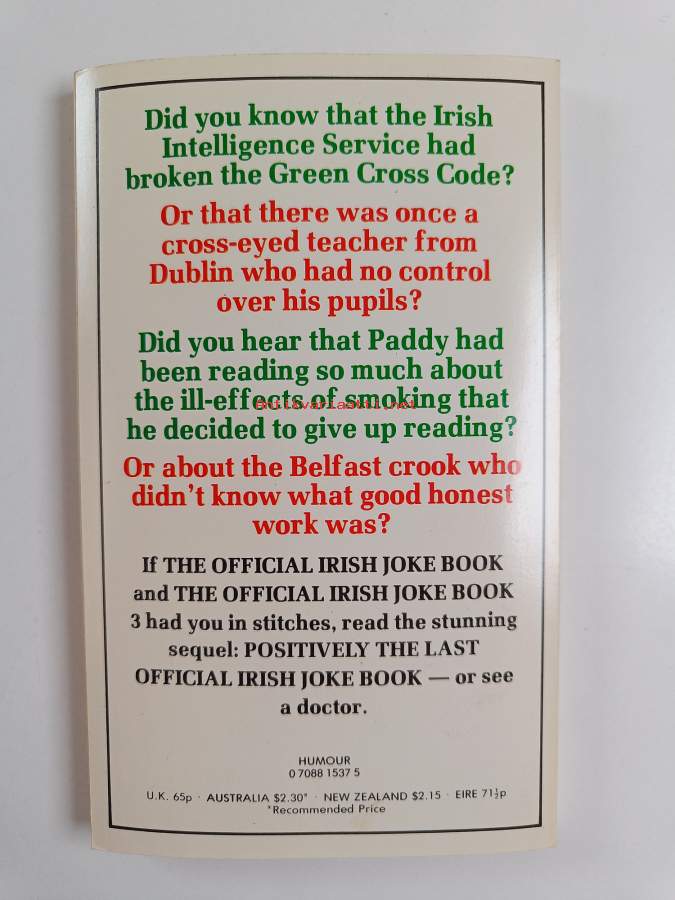 Did you know that the Irish
Intelligence Service had
broken the Green Cross Code?
Or that there was once a
cross-eyed teacher from
Dublin who had no control
over his pupils?
Did you hear that Paddy had
been reading so much about
the ill-effects of smoking that
antikvariaatti.net
he decided to give up reading?
Or about the Belfast crook who
didn't know what good honest
work was?
If THE OFFICIAL IRISH JOKE BOOK
and THE OFFICIAL IRISH JOKE BOOK
3 had you in stitches, read the stunning
sequel: POSITIVELY THE LAST
OFFICIAL IRISH JOKE BOOK — or see
a doctor.
HUMOUR
0 7088 1537 5
U.K. 65p · AUSTRALIA $2.30* · NEW ZEALAND $2.15 · EIRE 71½p
*Recommended Price